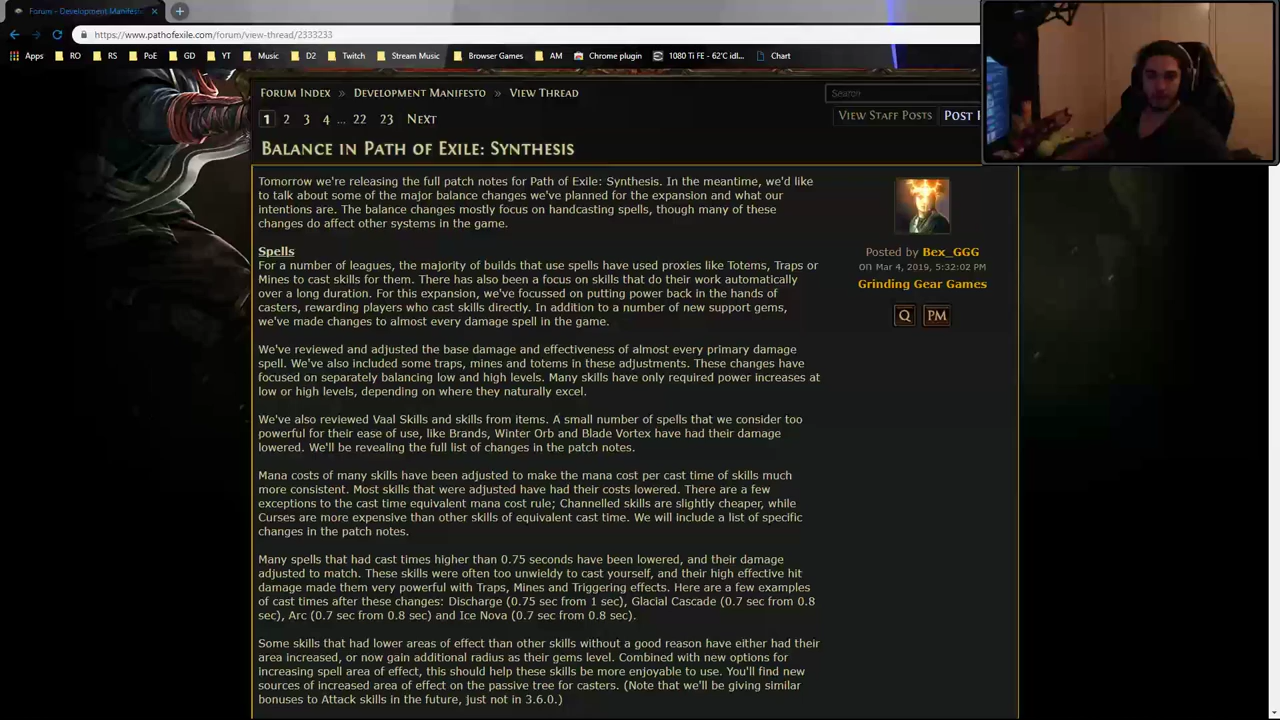 Forum - Development Manifest
https://www.pathofexile.com/forum/view-thread/2333233
Apps RO RS PoE GD YT Music D2 Twitch Stream Music Browser Games AM Chrome plugin 1080 Ti FE - 62°C idl... Chart
Forum Index » Development Manifesto » View Thread
Search
1 2 3 4 ... 22 23 Next
View Staff Posts Post
Balance in Path of Exile: Synthesis
Tomorrow we're releasing the full patch notes for Path of Exile: Synthesis. In the meantime, we'd like
to talk about some of the major balance changes we've planned for the expansion and what our
intentions are. The balance changes mostly focus on handcasting spells, though many of these
changes do affect other systems in the game.
Posted by Bex_GGG
on Mar 4, 2019, 5:32:02 PM
Grinding Gear Games
Q PM
Spells
For a number of leagues, the majority of builds that use spells have used proxies like Totems, Traps or
Mines to cast skills for them. There has also been a focus on skills that do their work automatically
over a long duration. For this expansion, we've focussed on putting power back in the hands of
casters, rewarding players who cast skills directly. In addition to a number of new support gems,
we've made changes to almost every damage spell in the game.
We've reviewed and adjusted the base damage and effectiveness of almost every primary damage
spell. We've also included some traps, mines and totems in these adjustments. These changes have
focused on separately balancing low and high levels. Many skills have only required power increases at
low or high levels, depending on where they naturally excel.
We've also reviewed Vaal Skills and skills from items. A small number of spells that we consider too
powerful for their ease of use, like Brands, Winter Orb and Blade Vortex have had their damage
lowered. We'll be revealing the full list of changes in the patch notes.
Mana costs of many skills have been adjusted to make the mana cost per cast time of skills much
more consistent. Most skills that were adjusted have had their costs lowered. There are a few
exceptions to the cast time equivalent mana cost rule; Channelled skills are slightly cheaper, while
Curses are more expensive than other skills of equivalent cast time. We will include a list of specific
changes in the patch notes.
Many spells that had cast times higher than 0.75 seconds have been lowered, and their damage
adjusted to match. These skills were often too unwieldy to cast yourself, and their high effective hit
damage made them very powerful with Traps, Mines and Triggering effects. Here are a few examples
of cast times after these changes: Discharge (0.75 sec from 1 sec), Glacial Cascade (0.7 sec from 0.8
sec), Arc (0.7 sec from 0.8 sec) and Ice Nova (0.7 sec from 0.8 sec).
Some skills that had lower areas of effect than other skills without a good reason have either had their
area increased, or now gain additional radius as their gems level. Combined with new options for
increasing spell area of effect, this should help these skills be more enjoyable to use. You'll find new
sources of increased area of effect on the passive tree for casters. (Note that we'll be giving similar
bonuses to Attack skills in the future, just not in 3.6.0.)